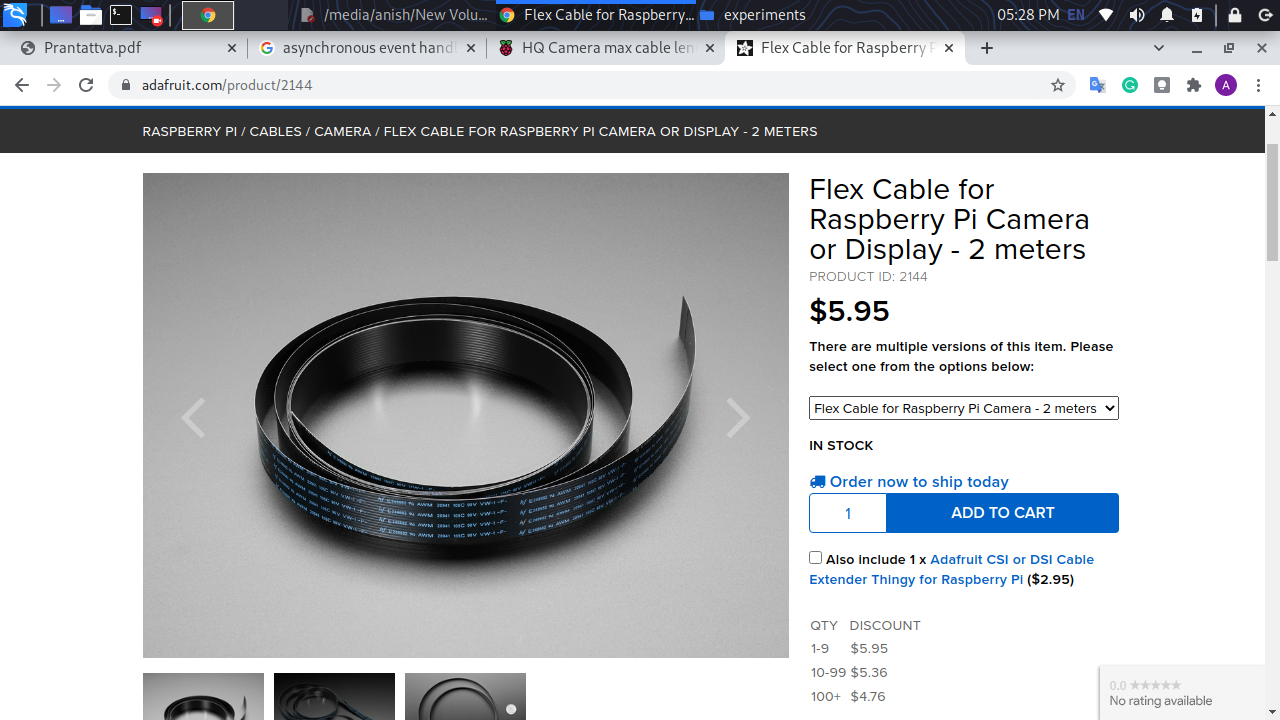 /media/anish/New Volu...
Flex Cable for Raspberry...
experiments
05:28 PM
EN
Prantattva.pdf
asynchronous event handl
HQ Camera max cable len
Flex Cable for Raspberry P
adafruit.com/product/2144
A
RASPBERRY PI / CABLES / CAMERA / FLEX CABLE FOR RASPBERRY PI CAMERA OR DISPLAY - 2 METERS
Flex Cable for
Raspberry Pi Camera
or Display - 2 meters
PRODUCT ID: 2144
$5.95
There are multiple versions of this item. Please
select one from the options below:
Flex Cable for Raspberry Pi Camera - 2 meters
IN STOCK
Order now to ship today
1
ADD TO CART
Also include 1 x Adafruit CSI or DSI Cable
Extender Thingy for Raspberry Pi ($2.95)
QTY DISCOUNT
1-9 $5.95
10-99 $5.36
100+ $4.76
0.0 ★★★★★
No rating available